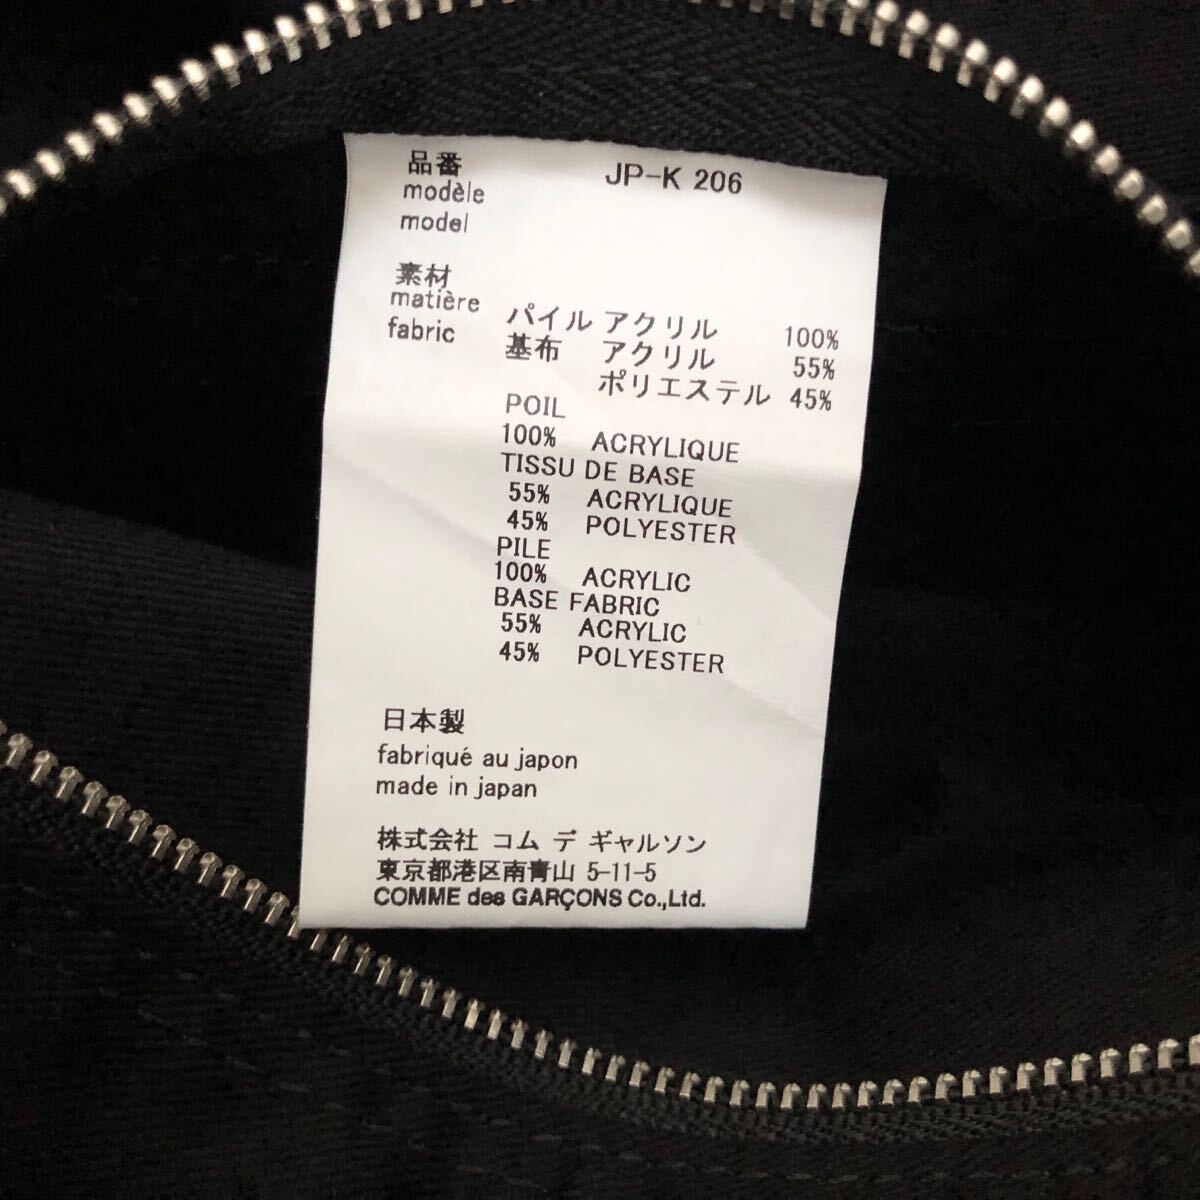 品番 JP-K 206
modèle
model
素材
matière
fabric
パイル アクリル 100%
基布 アクリル 55%
ポリエステル 45%
POIL
100% ACRYLIQUE
TISSU DE BASE
55% ACRYLIQUE
45% POLYESTER
PILE
100% ACRYLIC
BASE FABRIC
55% ACRYLIC
45% POLYESTER
日本製
fabriqué au japon
made in japan
株式会社 コム デ ギャルソン
東京都港区南青山 5-11-5
COMME des GARÇONS Co.,Ltd.